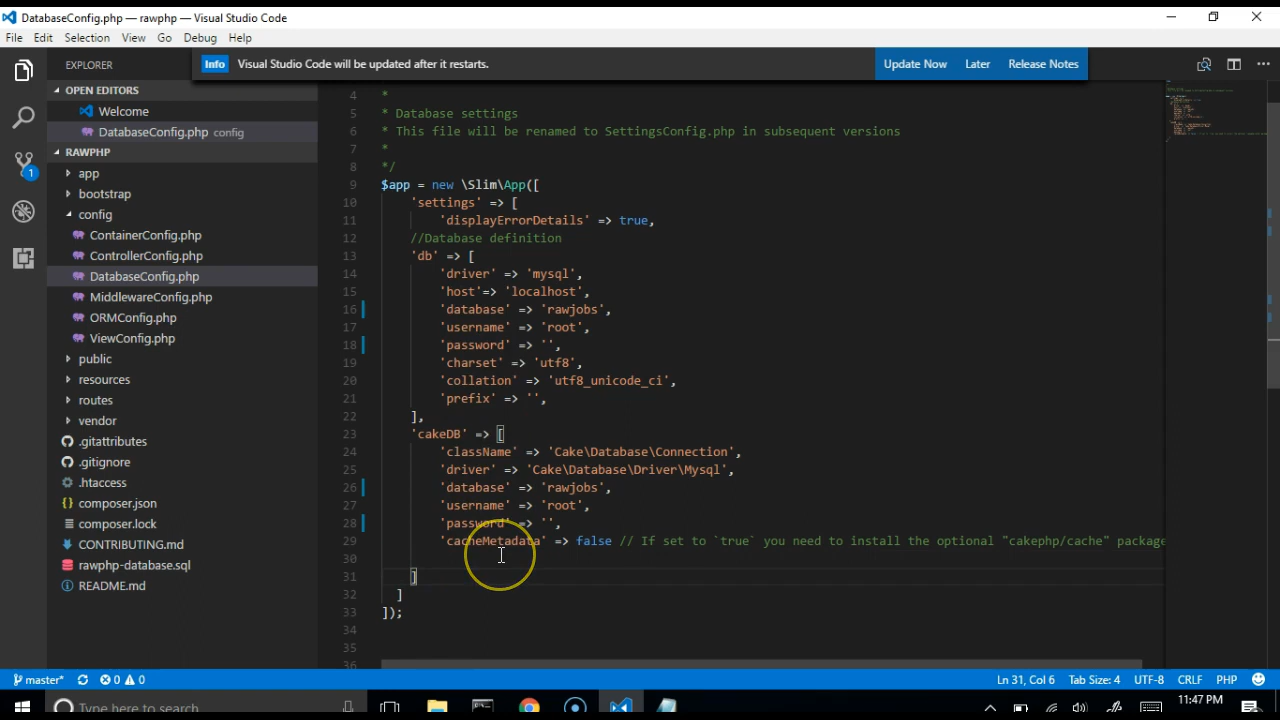 DatabaseConfig.php — rawphp — Visual Studio Code
File Edit Selection View Go Debug Help
EXPLORER
Info Visual Studio Code will be updated after it restarts. Update Now Later Release Notes
OPEN EDITORS
Welcome
DatabaseConfig.php config
RAWPHP
app
bootstrap
config
ContainerConfig.php
ControllerConfig.php
DatabaseConfig.php
MiddlewareConfig.php
ORMConfig.php
ViewConfig.php
public
resources
routes
vendor
.gitattributes
.gitignore
.htaccess
composer.json
composer.lock
CONTRIBUTING.md
rawphp-database.sql
README.md
1
4 *
5 * Database settings
6 * This file will be renamed to SettingsConfig.php in subsequent versions
7 *
8 */
9 $app = new \Slim\App([
10 'settings' => [
11 'displayErrorDetails' => true,
12 //Database definition
13 'db' => [
14 'driver' => 'mysql',
15 'host'=> 'localhost',
16 'database' => 'rawjobs',
17 'username' => 'root',
18 'password' => '',
19 'charset' => 'utf8',
20 'collation' => 'utf8_unicode_ci',
21 'prefix' => '',
22 ],
23 'cakeDB' => [
24 'className' => 'Cake\Database\Connection',
25 'driver' => 'Cake\Database\Driver\Mysql',
26 'database' => 'rawjobs',
27 'username' => 'root',
28 'password' => '',
29 'cacheMetadata' => false // If set to `true` you need to install the optional "cakephp/cache" package
30
31 ]
32 ]
33 ]);
34
35
36
master* 0 0 Ln 31, Col 6 Tab Size: 4 UTF-8 CRLF PHP
Type here to search 11:47 PM